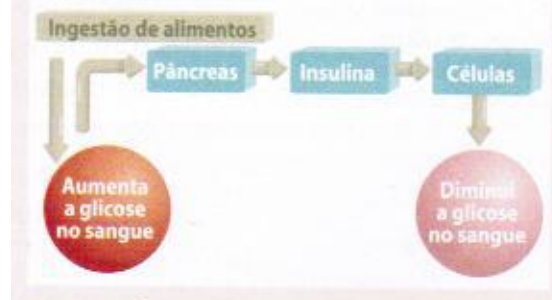 Ingestão de alimentos
Pâncreas
Insulina
Células
Aumenta
a glicose
no sangue
Diminui
a glicose
no sangue